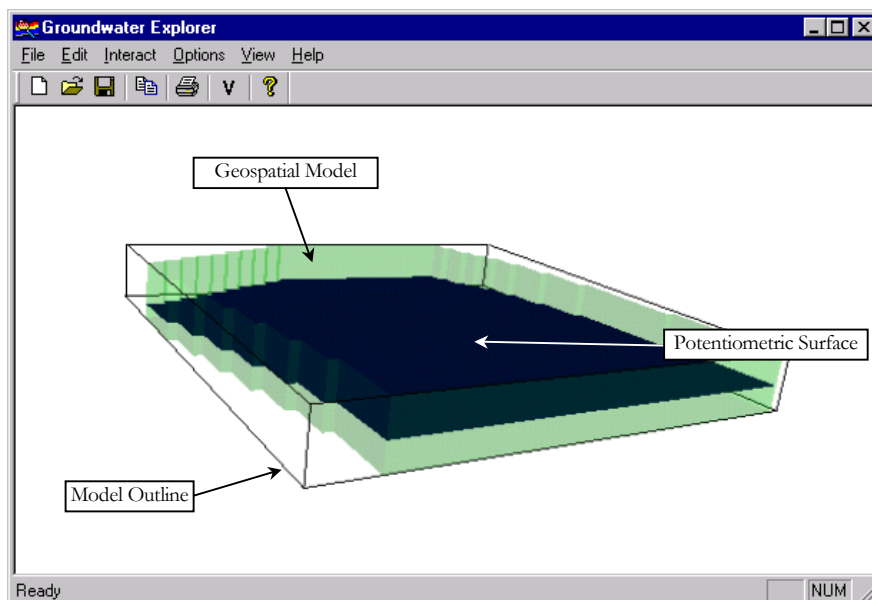 Groundwater Explorer
File Edit Interact Options View Help
V ?
Geospatial Model
Potentiometric Surface
Model Outline
Ready NUM